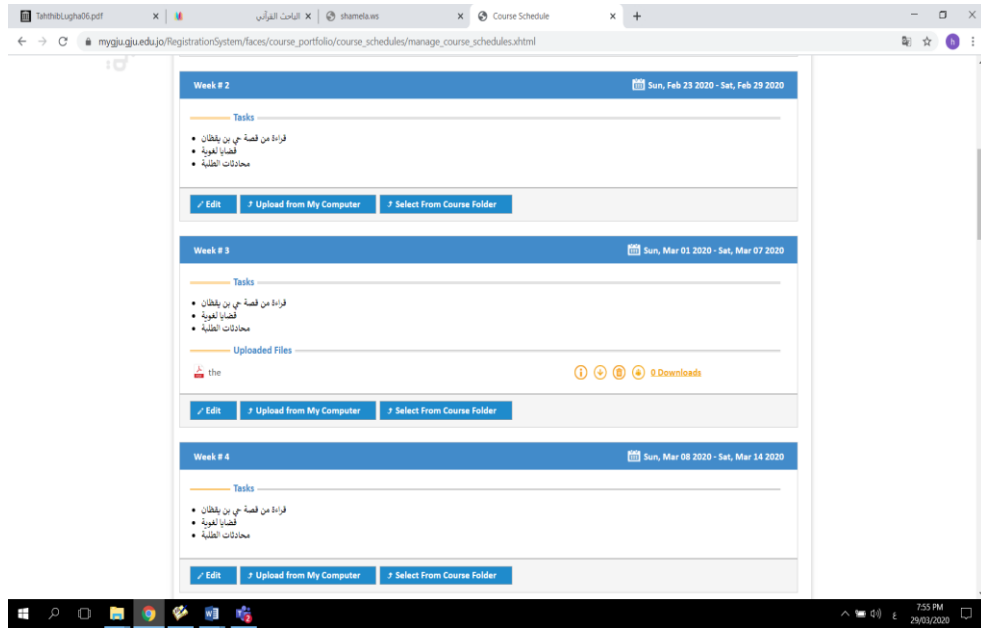 TahthibLugha06.pdf
الباحث القرآني
shamela.ws
Course Schedule
mygju.gju.edu.jo/RegistrationSystem/faces/course_portfolio/course_schedules/manage_course_schedules.xhtml
h
Week # 2 Sun, Feb 23 2020 - Sat, Feb 29 2020
Tasks
قراءة من قصة حي بن يقظان
قضايا لغوية
محادثات الطلبة
Edit Upload from My Computer Select From Course Folder
Week # 3 Sun, Mar 01 2020 - Sat, Mar 07 2020
Tasks
قراءة من قصة حي بن يقظان
قضايا لغوية
محادثات الطلبة
Uploaded Files
the 0 Downloads
Edit Upload from My Computer Select From Course Folder
Week # 4 Sun, Mar 08 2020 - Sat, Mar 14 2020
Tasks
قراءة من قصة حي بن يقظان
قضايا لغوية
محادثات الطلبة
Edit Upload from My Computer Select From Course Folder
ع 7:55 PM
29/03/2020